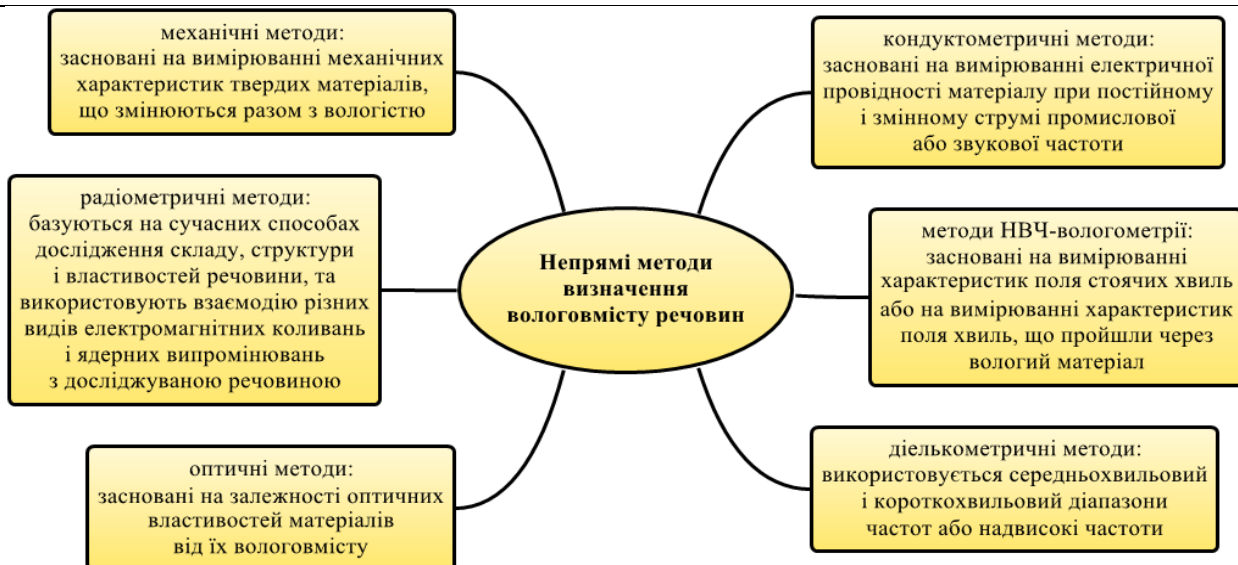 механічні методи:
засновані на вимірюванні механічних
характеристик твердих матеріалів,
що змінюються разом з вологістю
кондуктометричні методи:
засновані на вимірюванні електричної
провідності матеріалу при постійному
і змінному струмі промислової
або звукової частоти
радіометричні методи:
базуються на сучасних способах
дослідження складу, структури
і властивостей речовини, та
використовують взаємодію різних
видів електромагнітних коливань
і ядерних випромінювань
з досліджуваною речовиною
Непрямі методи
визначення
вологовмісту речовин
методи НВЧ-вологометрії:
засновані на вимірюванні
характеристик поля стоячих хвиль
або на вимірюванні характеристик
поля хвиль, що пройшли через
вологий матеріал
оптичні методи:
засновані на залежності оптичних
властивостей матеріалів
від їх вологовмісту
діелькометричні методи:
використовується середньохвильовий
і короткохвильовий діапазони
частот або надвисокі частоти